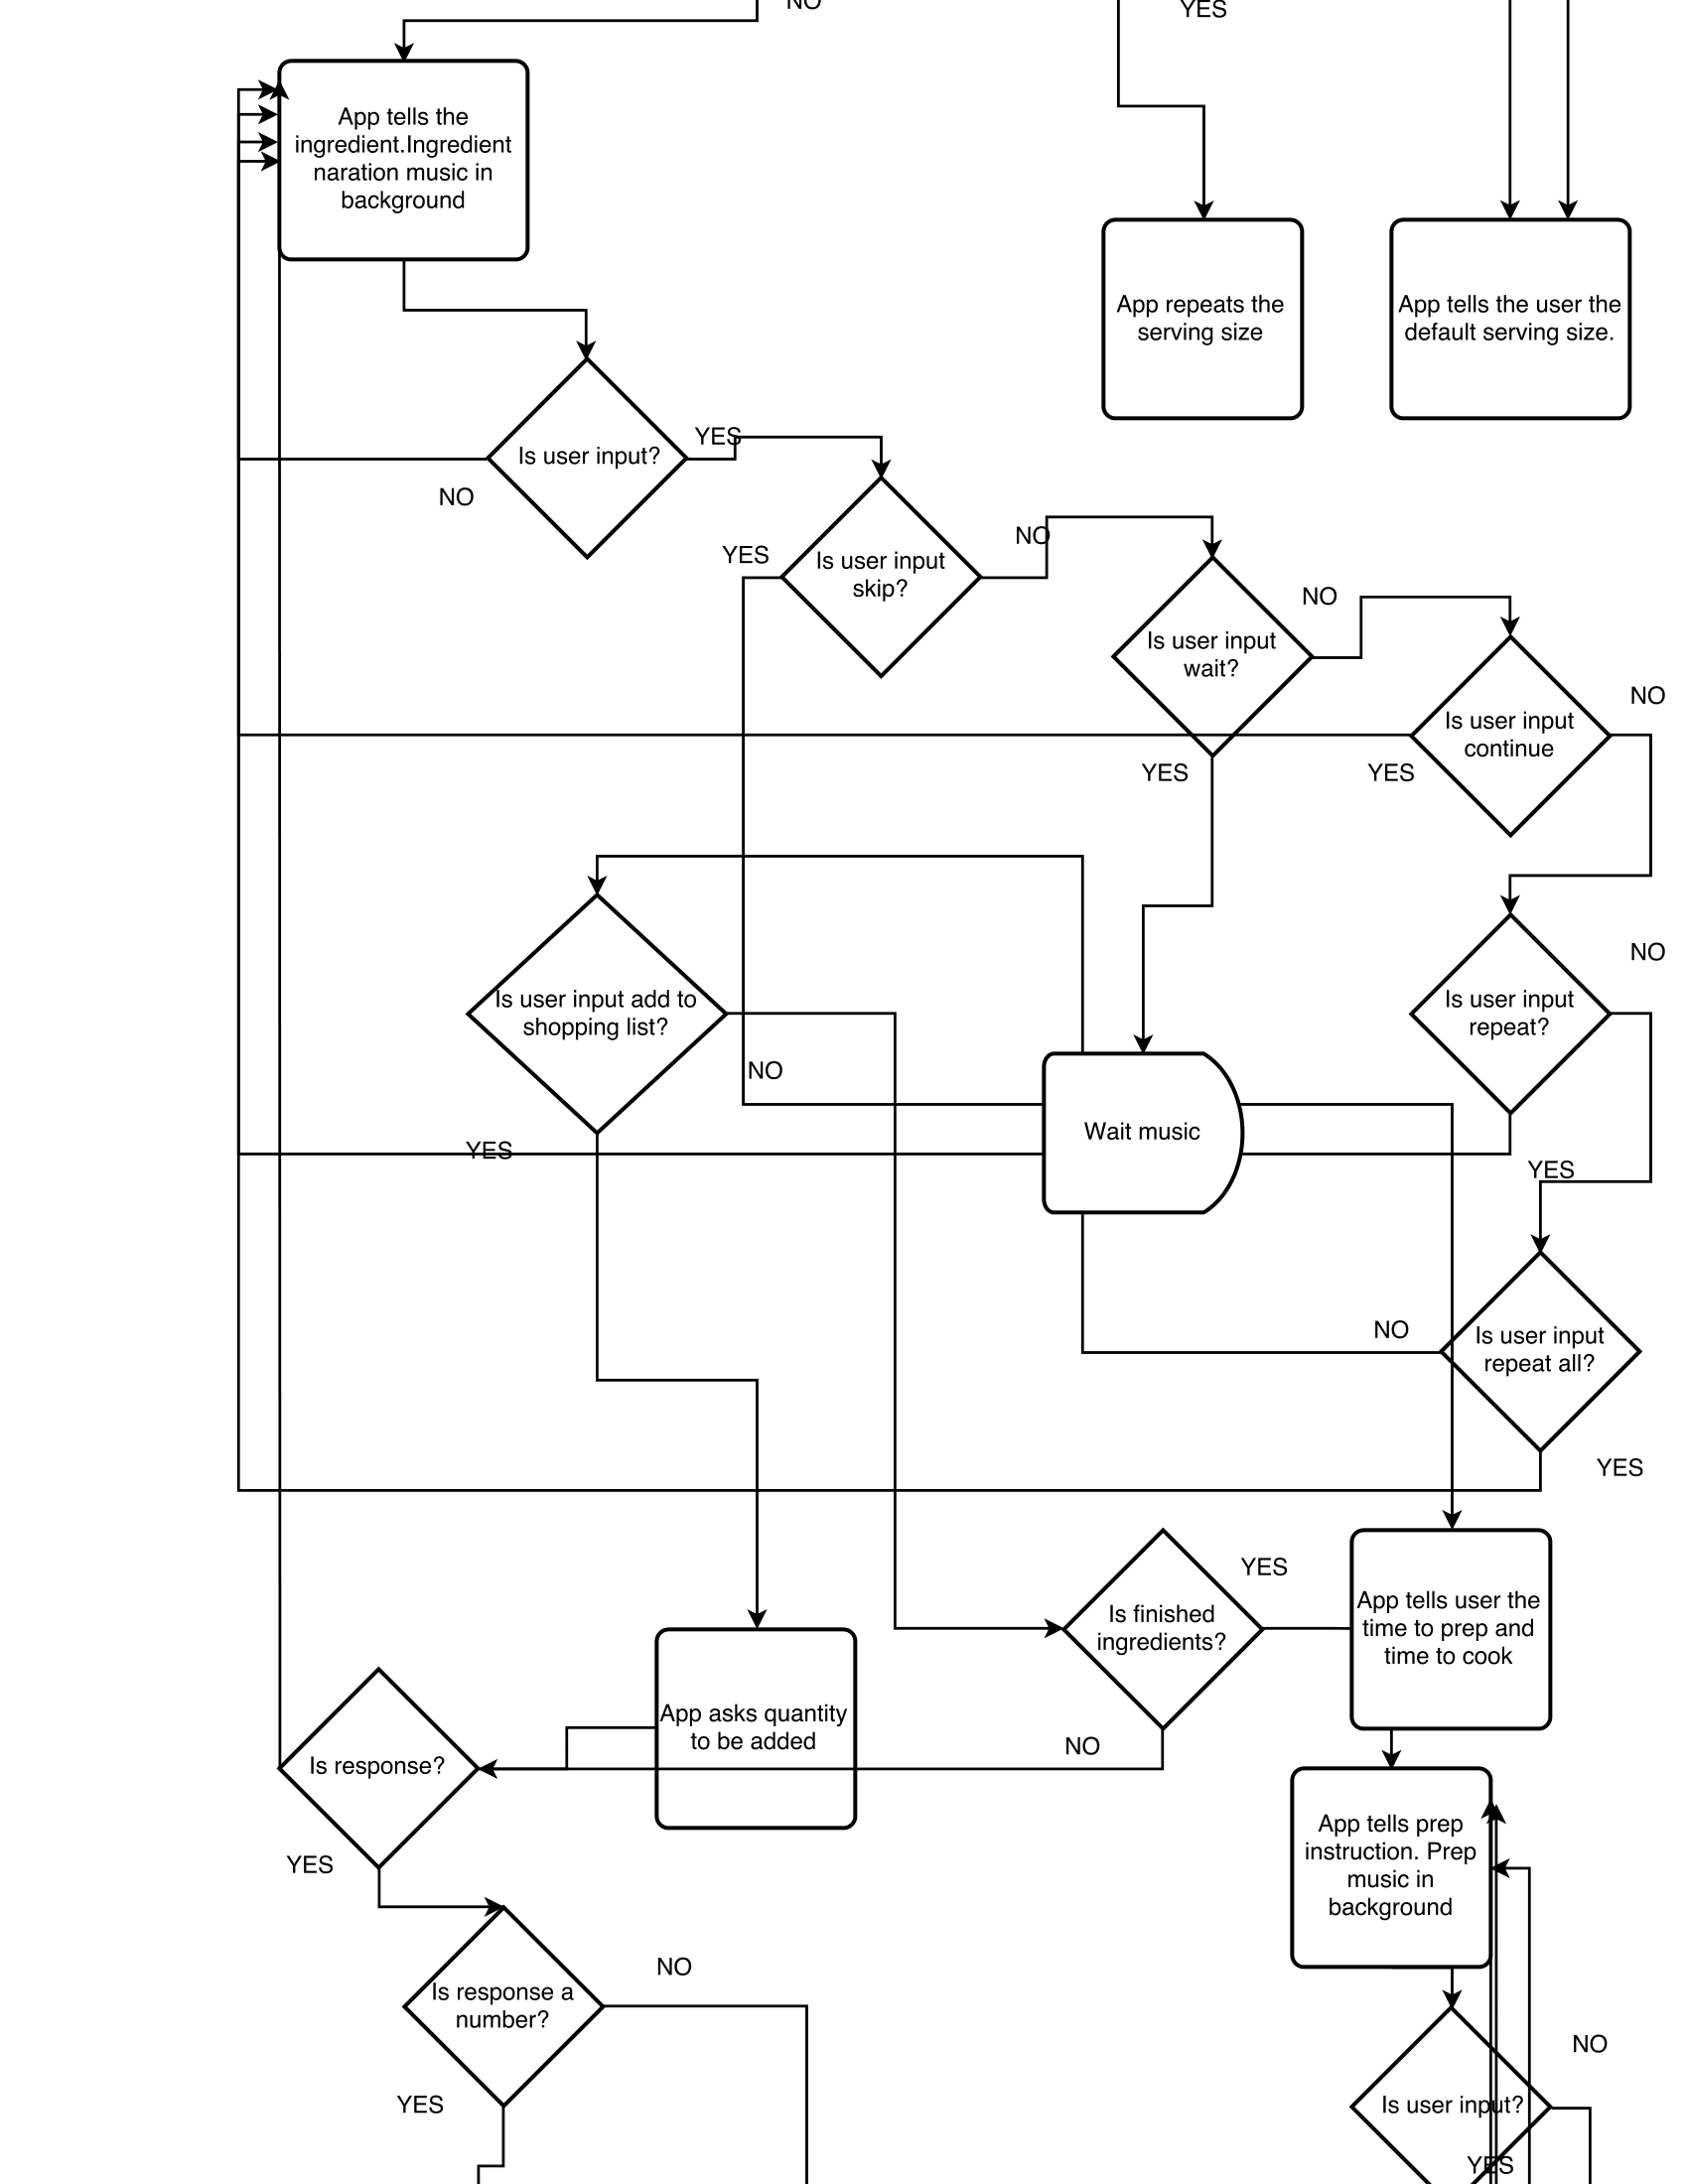 NO
YES
App tells the
ingredient.Ingredient
naration music in
background
App repeats the
serving size
App tells the user the
default serving size.
Is user input?
YES
NO
Is user input
skip?
YES
NO
Is user input
wait?
NO
YES
Is user input
continue
NO
YES
Is user input add to
shopping list?
NO
YES
Is user input
repeat?
NO
YES
Wait music
Is user input
repeat all?
NO
YES
Is finished
ingredients?
YES
NO
App tells user the
time to prep and
time to cook
App asks quantity
to be added
Is response?
YES
App tells prep
instruction. Prep
music in
background
Is response a
number?
NO
YES
Is user input?
NO
YES